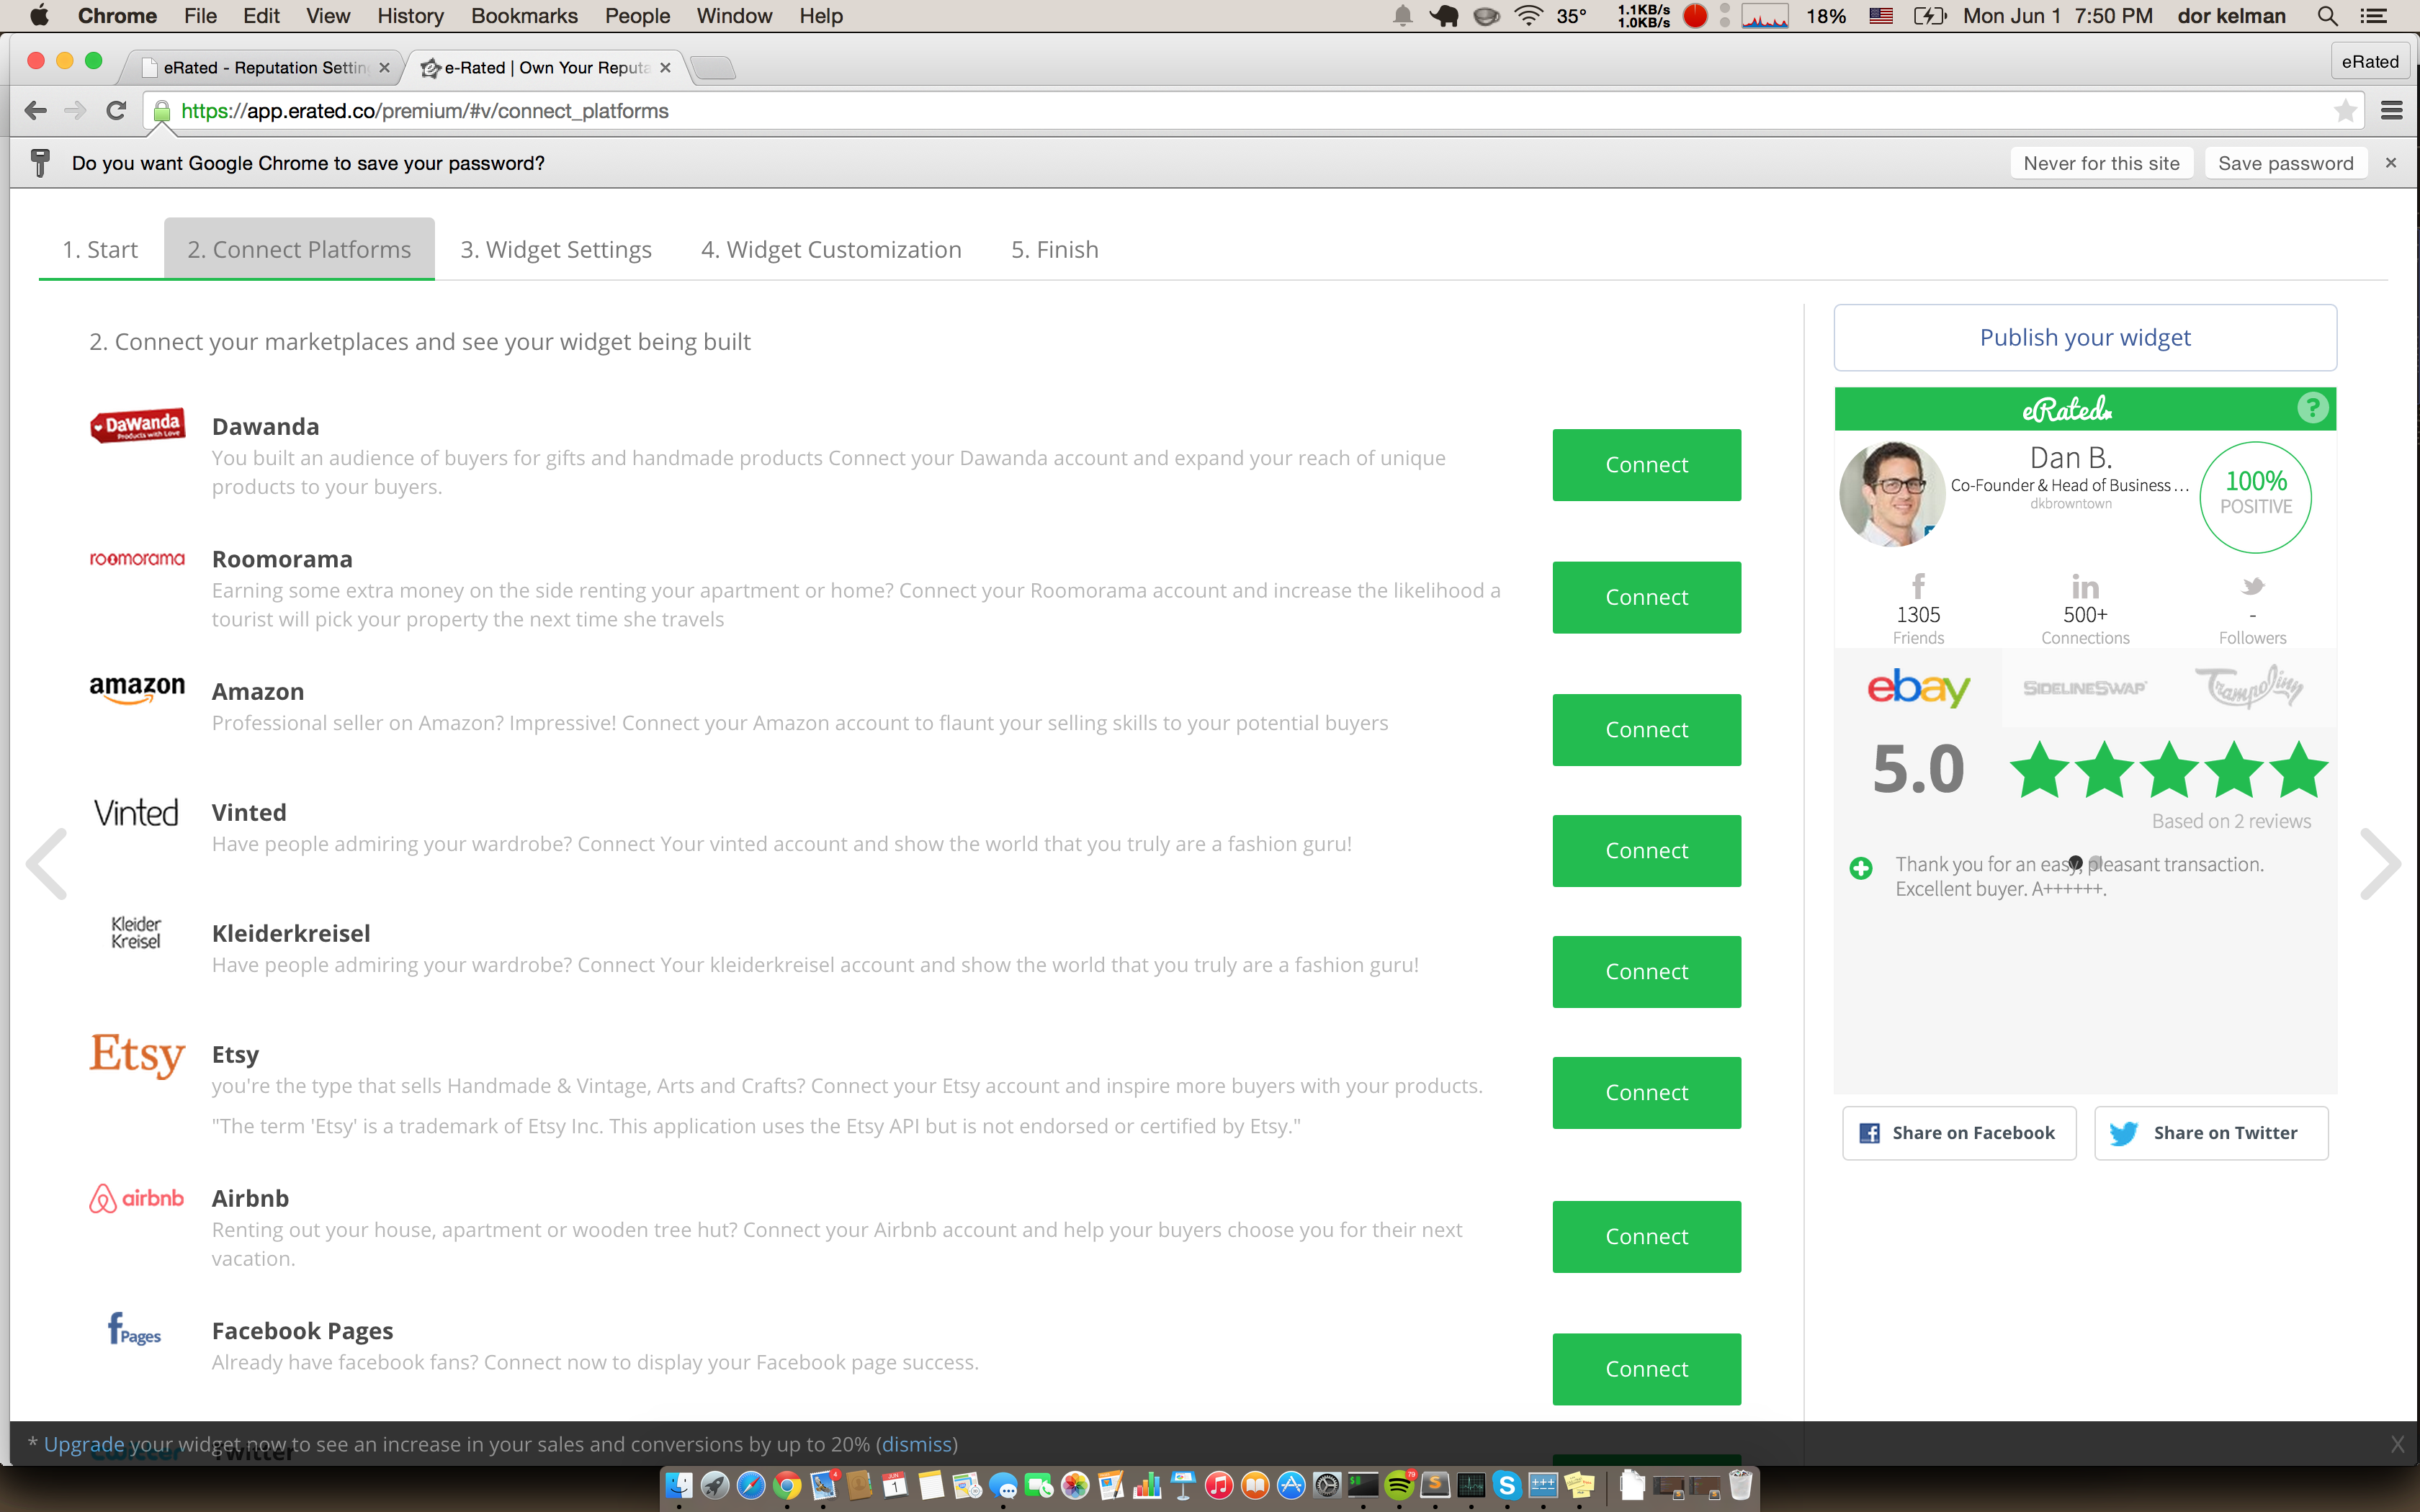 Chrome File Edit View History Bookmarks People Window Help
35° 1.1KB/s 1.0KB/s 18% Mon Jun 1 7:50 PM dor kelman
eRated - Reputation Settin
e-Rated | Own Your Reputa
eRated
https://app.erated.co/premium/#v/connect_platforms
Do you want Google Chrome to save your password?
Never for this site
Save password
1. Start
2. Connect Platforms
3. Widget Settings
4. Widget Customization
5. Finish
2. Connect your marketplaces and see your widget being built
DaWanda
Products with Love
Dawanda
You built an audience of buyers for gifts and handmade products Connect your Dawanda account and expand your reach of unique
products to your buyers.
Connect
roomorama
Roomorama
Earning some extra money on the side renting your apartment or home? Connect your Roomorama account and increase the likelihood a
tourist will pick your property the next time she travels
Connect
amazon
Amazon
Professional seller on Amazon? Impressive! Connect your Amazon account to flaunt your selling skills to your potential buyers
Connect
Vinted
Vinted
Have people admiring your wardrobe? Connect Your vinted account and show the world that you truly are a fashion guru!
Connect
Kleider
Kreisel
Kleiderkreisel
Have people admiring your wardrobe? Connect Your kleiderkreisel account and show the world that you truly are a fashion guru!
Connect
Etsy
Etsy
you're the type that sells Handmade & Vintage, Arts and Crafts? Connect your Etsy account and inspire more buyers with your products.
"The term 'Etsy' is a trademark of Etsy Inc. This application uses the Etsy API but is not endorsed or certified by Etsy."
Connect
airbnb
Airbnb
Renting out your house, apartment or wooden tree hut? Connect your Airbnb account and help your buyers choose you for their next
vacation.
Connect
f Pages
Facebook Pages
Already have facebook fans? Connect now to display your Facebook page success.
Connect
Publish your widget
eRated
?
Dan B.
Co-Founder & Head of Business ...
dkbrowntown
100%
POSITIVE
1305
Friends
500+
Connections
-
Followers
ebay
SIDELINESWAP
Trampolinn
5.0
Based on 2 reviews
Thank you for an easy, pleasant transaction.
Excellent buyer. A++++++.
Share on Facebook
Share on Twitter
* Upgrade your widget now to see an increase in your sales and conversions by up to 20% (dismiss)
X
twitter
Twitter